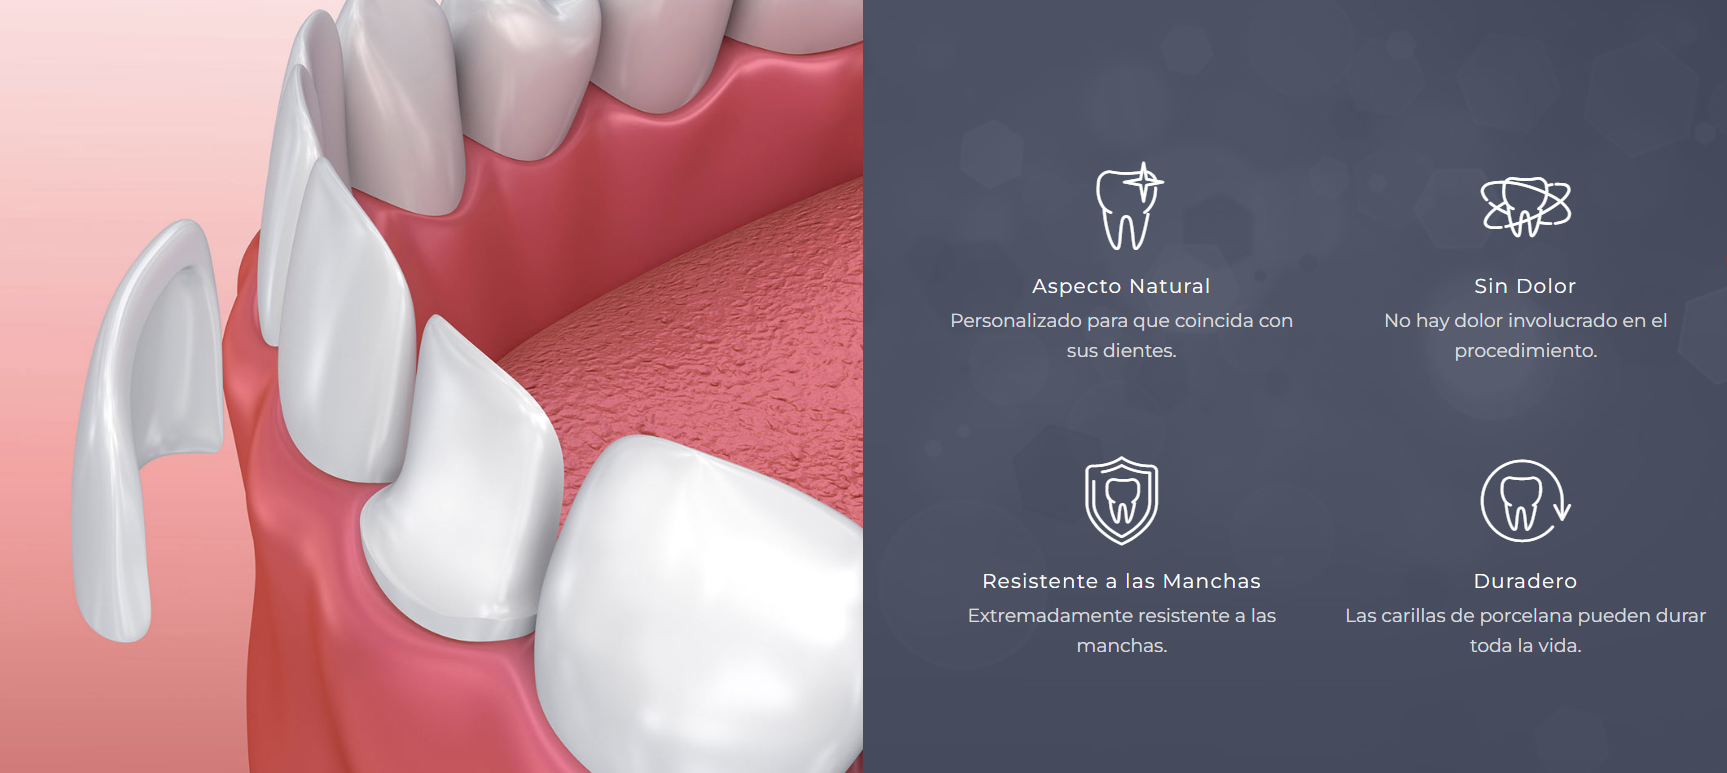 Aspecto Natural
Personalizado para que coincida con
sus dientes.
Sin Dolor
No hay dolor involucrado en el
procedimiento.
Resistente a las Manchas
Extremadamente resistente a las
manchas.
Duradero
Las carillas de porcelana pueden durar
toda la vida.